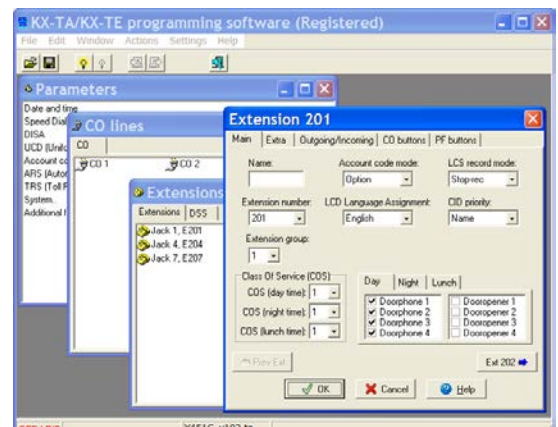 KX-TA/KX-TE programming software (Registered)
File Edit Window Actions Settings Help
Parameters
Date and time
Speed Dial
DISA
UCD (Unifo
Account co
ARS (Autor
TRS (Toll F
System.
Additional
CO lines
CO
CO 1 CO 2
Extensions
Extensions DSS
Jack 1, E201
Jack 4, E204
Jack 7, E207
Extension 201
Main Extra Outgoing/Incoming CO buttons PF buttons
Name: Account code mode: LCS record mode:
Option Stop-rec
Extension number: LCD Language Assignment: CID priority:
201 English Name
Extension group:
1
Class Of Service (COS)
COS (day time): 1
COS (night time): 1
COS (lunch time): 1
Day Night Lunch
Doorphone 1 Dooropener 1
Doorphone 2 Dooropener 2
Doorphone 3 Dooropener 3
Doorphone 4 Dooropener 4
Prev Ext Ext 202
OK Cancel Help